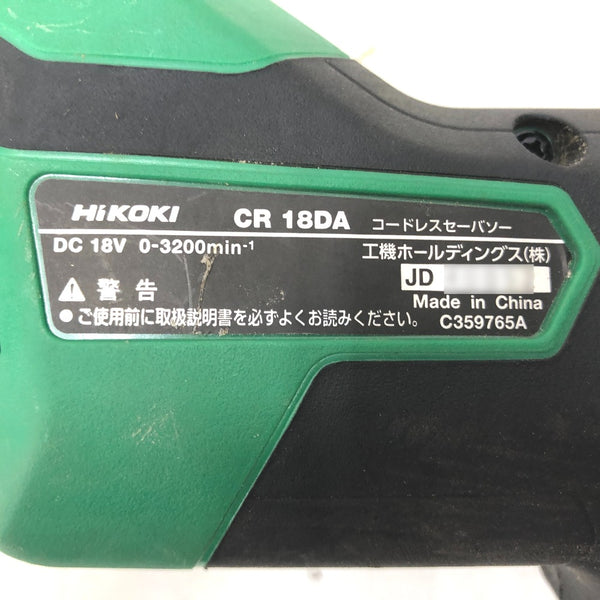 HiKOKI CR 18DA コードレスセーバソー
DC 18V 0-3200min-1 工機ホールディングス(株)
JD
⚠ 警告 Made in China
●ご使用前に取扱説明書を必ずよくお読みください。 C359765A